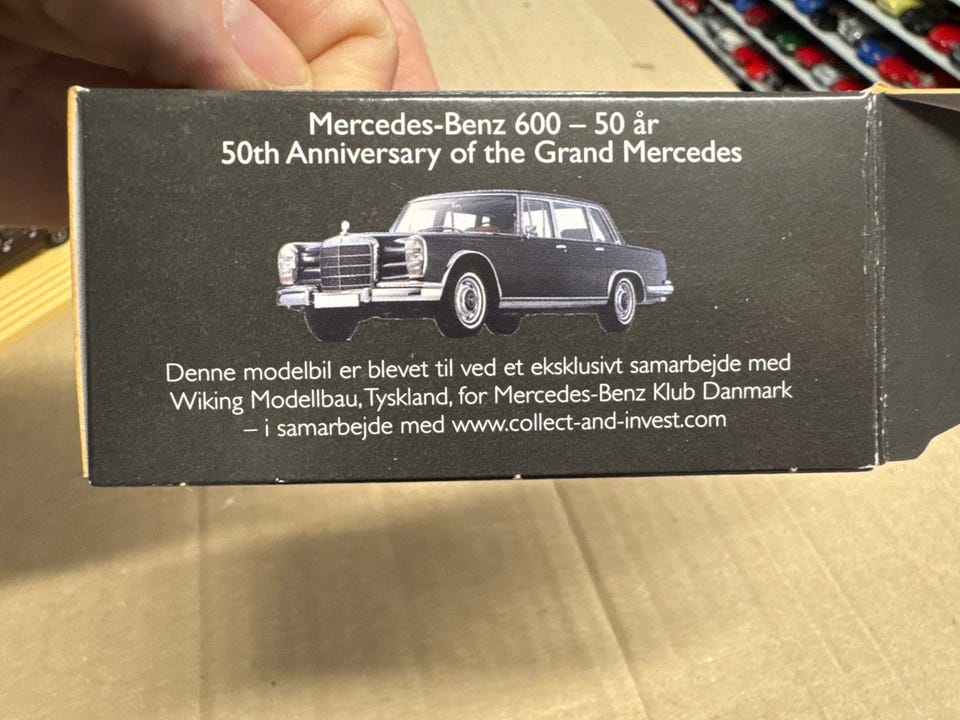 Mercedes-Benz 600 – 50 år
50th Anniversary of the Grand Mercedes
Denne modelbil er blevet til ved et eksklusivt samarbejde med
Wiking Modellbau, Tyskland, for Mercedes-Benz Klub Danmark
– i samarbejde med www.collect-and-invest.com